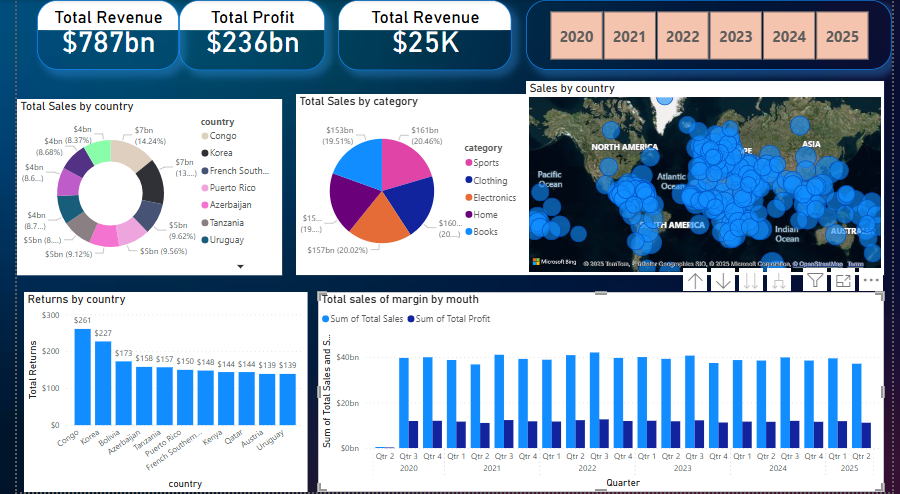 Total Revenue
$787bn
Total Profit
$236bn
Total Revenue
$25K
2020
2021
2022
2023
2024
2025
Total Sales by country
$7bn
(14.24%)
$7bn
(13....)
$5bn
(9.62%)
$5bn (9.56%)
$5bn (9.12%)
$5bn (8....)
$4bn
(8.7...)
$4bn
(8.6...)
$4bn
(8.68%)
$4bn
(8.37%)
country
Congo
Korea
French South...
Puerto Rico
Azerbaijan
Tanzania
Uruguay
Total Sales by category
$161bn
(20.46%)
$160...
(20....)
$157bn (20.02%)
$15...
(19....)
$153bn
(19.51%)
category
Sports
Clothing
Electronics
Home
Books
Sales by country
NORTH AMERICA
ASIA
Pacific
Ocean
Atlantic
Ocean
Indian
Ocean
Microsoft Bing
© 2025 TomTom, Earthstar Geographics SIO, © 2025 Microsoft Corporation, © OpenStreetMap Terms
Returns by country
Total Returns
$300
$200
$100
$0
$261
$227
$173
$158
$157
$150
$148
$144
$144
$139
$139
Congo
Korea
Bolivia
Azerbaijan
Tanzania
Puerto Rico
French Southern...
Kenya
Qatar
Austria
Uruguay
country
Total sales of margin by mouth
Sum of Total Sales
Sum of Total Profit
Sum of Total Sales and S...
$40bn
$20bn
$0bn
Qtr 2 Qtr 3 Qtr 4 Qtr 1 Qtr 2 Qtr 3 Qtr 4 Qtr 1 Qtr 2 Qtr 3 Qtr 4 Qtr 1 Qtr 2 Qtr 3 Qtr 4 Qtr 1 Qtr 2 Qtr 3 Qtr 4 Qtr 1 Qtr 2
2020 2021 2022 2023 2024 2025
Quarter